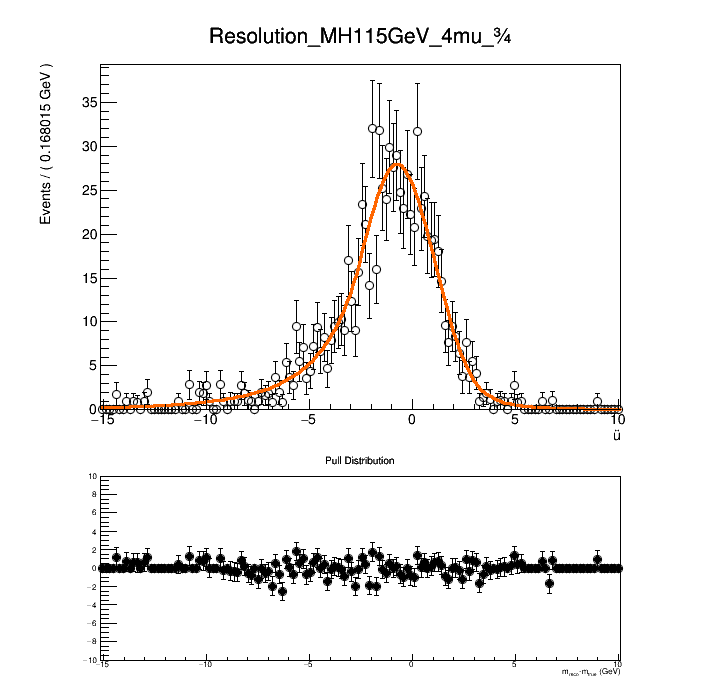 Resolution_MH115GeV_4mu_¾
Events / ( 0.168015 GeV )
35
30
25
20
15
10
5
0
−15 −10 −5 0 5 10
ü
Pull Distribution
10
8
6
4
2
0
−2
−4
−6
−8
−10
−15 −10 −5 0 5 10
m_reco-m_true (GeV)